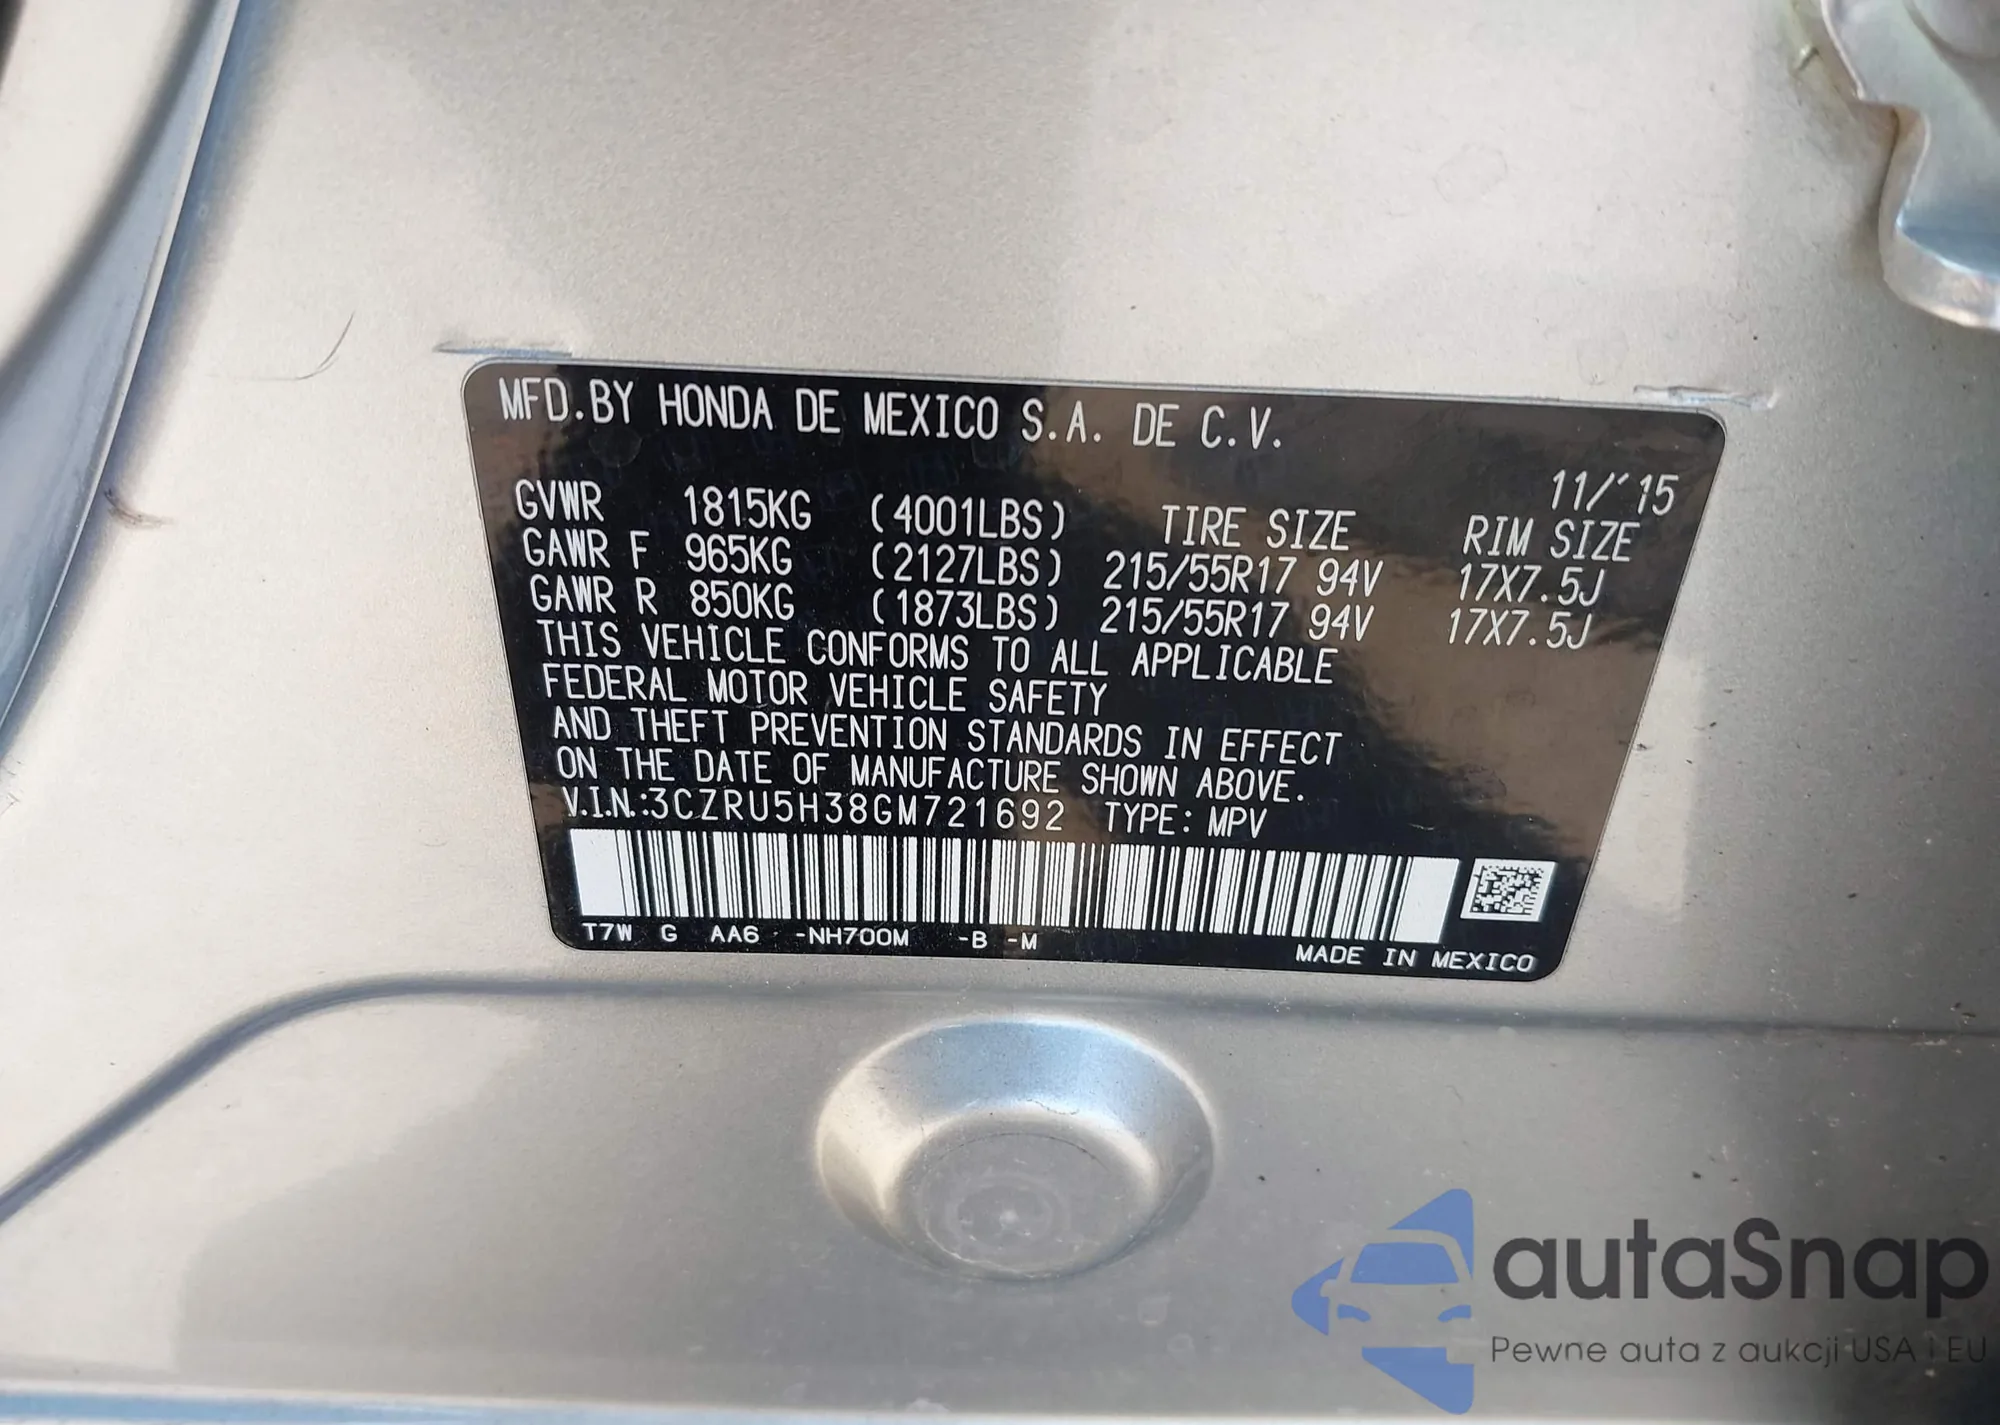 MFD.BY HONDA DE MEXICO S.A. DE C.V.
11/'15
GVWR 1815KG (4001LBS) TIRE SIZE RIM SIZE
GAWR F 965KG (2127LBS) 215/55R17 94V 17X7.5J
GAWR R 850KG (1873LBS) 215/55R17 94V 17X7.5J
THIS VEHICLE CONFORMS TO ALL APPLICABLE
FEDERAL MOTOR VEHICLE SAFETY
AND THEFT PREVENTION STANDARDS IN EFFECT
ON THE DATE OF MANUFACTURE SHOWN ABOVE.
V.I.N.:3CZRU5H38GM721692 TYPE: MPV
T7W G AA6 -NH700M -B -M
MADE IN MEXICO
autaSnap
Pewne auta z aukcji USA i EU